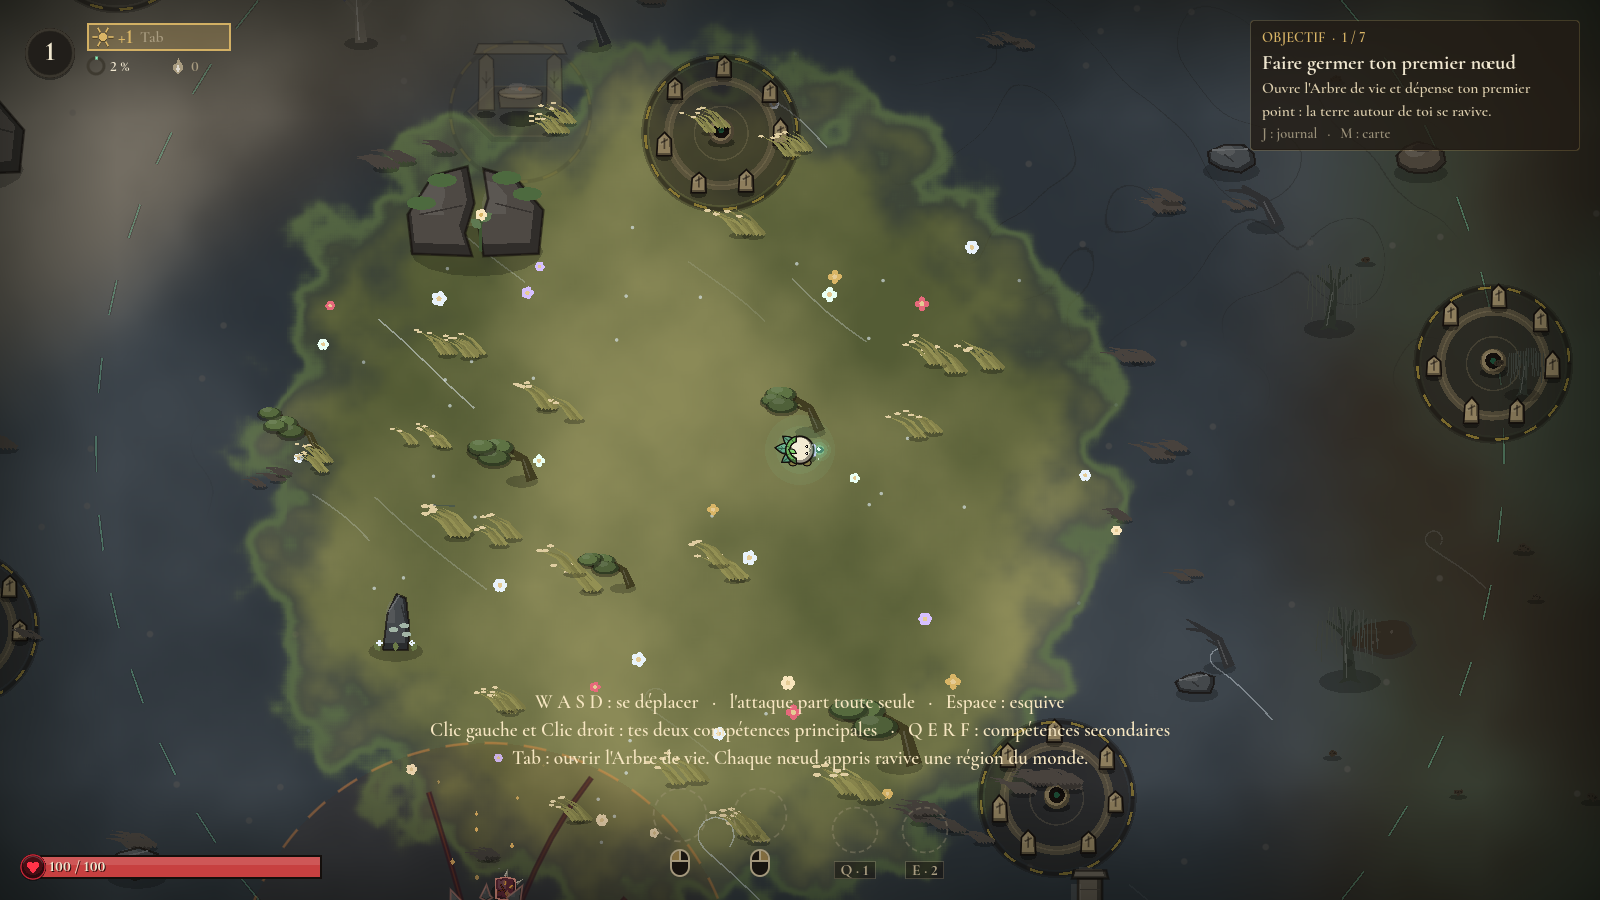 1
+1 Tab
2 %
0
OBJECTIF · 1 / 7
Faire germer ton premier nœud
Ouvre l'Arbre de vie et dépense ton premier
point : la terre autour de toi se ravive.
J : journal · M : carte
W A S D : se déplacer · l'attaque part toute seule · Espace : esquive
Clic gauche et Clic droit : tes deux compétences principales · Q E R F : compétences secondaires
Tab : ouvrir l'Arbre de vie. Chaque nœud appris ravive une région du monde.
100 / 100
Q · 1
E · 2